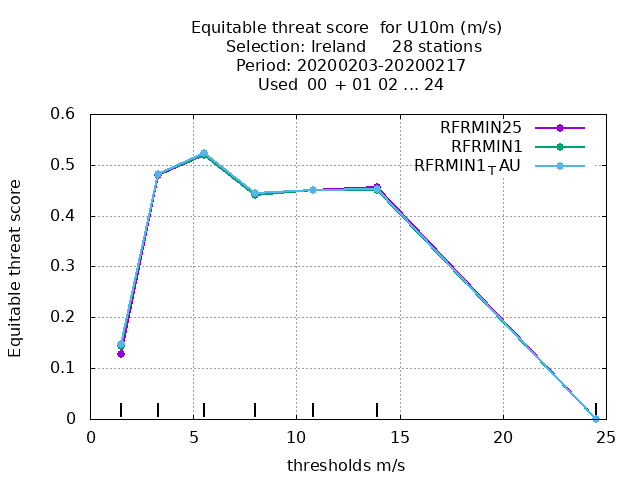 Equitable threat score  for U10m (m/s)
Selection: Ireland     28 stations
Period: 20200203-20200217
Used  00  + 01 02 ... 24
RFRMIN25
RFRMIN1
RFRMIN1TAU
Equitable threat score
0.6
0.5
0.4
0.3
0.2
0.1
0
0 5 10 15 20 25
thresholds m/s